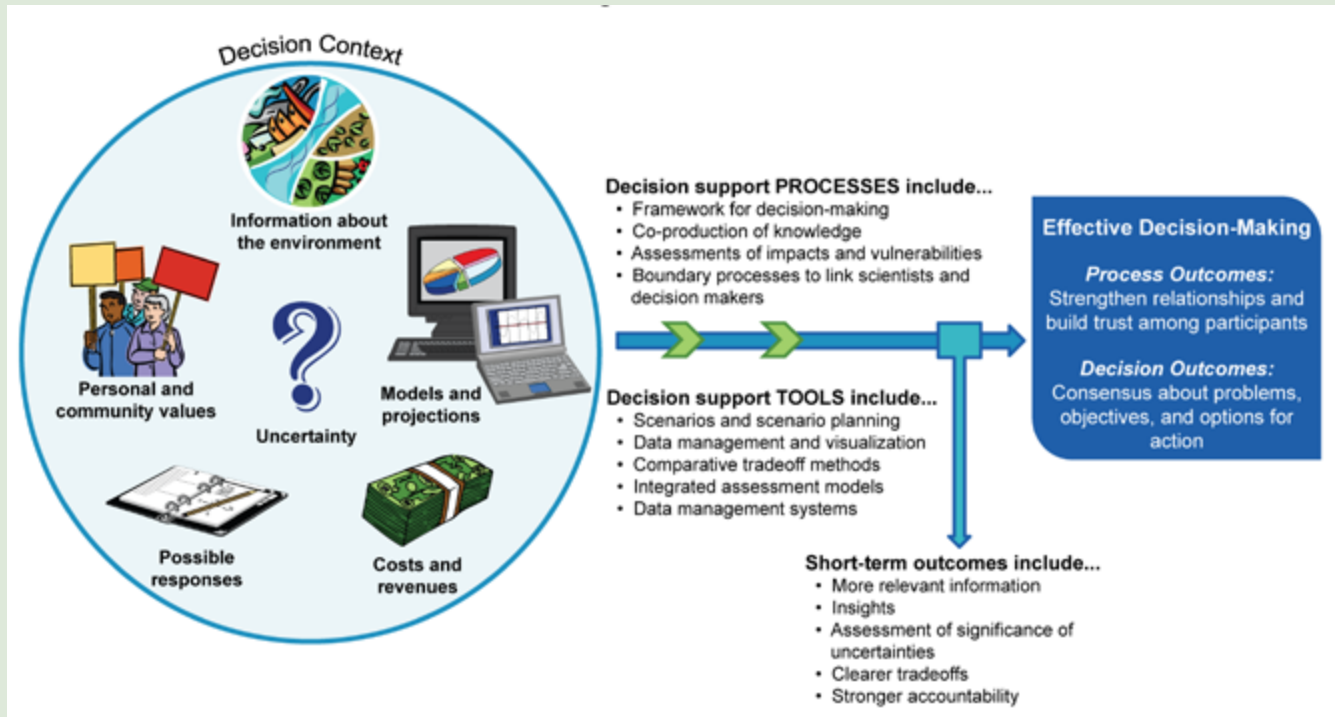 Decision Context
Information about
the environment
Personal and
community values
Uncertainty
Models and
projections
Possible
responses
Costs and
revenues
Decision support PROCESSES include...
• Framework for decision-making
• Co-production of knowledge
• Assessments of impacts and vulnerabilities
• Boundary processes to link scientists and
decision makers
Decision support TOOLS include...
• Scenarios and scenario planning
• Data management and visualization
• Comparative tradeoff methods
• Integrated assessment models
• Data management systems
Short-term outcomes include...
• More relevant information
• Insights
• Assessment of significance of
uncertainties
• Clearer tradeoffs
• Stronger accountability
Effective Decision-Making
Process Outcomes:
Strengthen relationships and
build trust among participants
Decision Outcomes:
Consensus about problems,
objectives, and options for
action